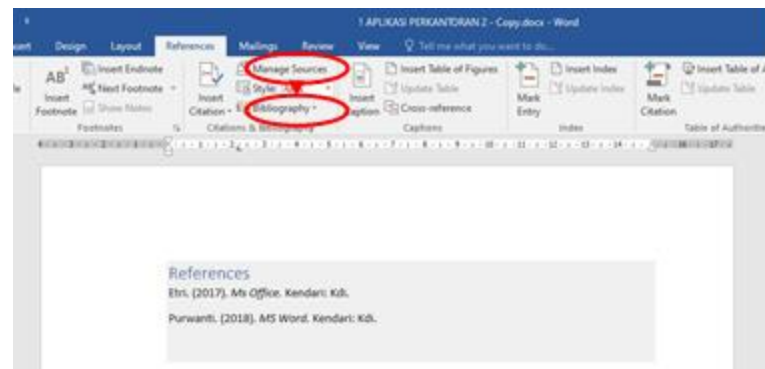 1 APLIKASI PERKANTORAN 2 - Copy.docx - Word
Design Layout References Mailings Review View Tell me what you want to do...
AB¹ Insert Endnote Manage Sources Insert Table of Figures Insert Index Insert Table of A
Next Footnote Style: Update Table Update Index Update Table
Insert Footnote Show Notes Insert Citation Bibliography Insert Caption Cross-reference Mark Entry Mark Citation
Footnotes Citations & Bibliography Captions Index Table of Authorities
References
Etri. (2017). Ms Office. Kendari: Kdi.
Purwanti. (2018). MS Word. Kendari: Kdi.